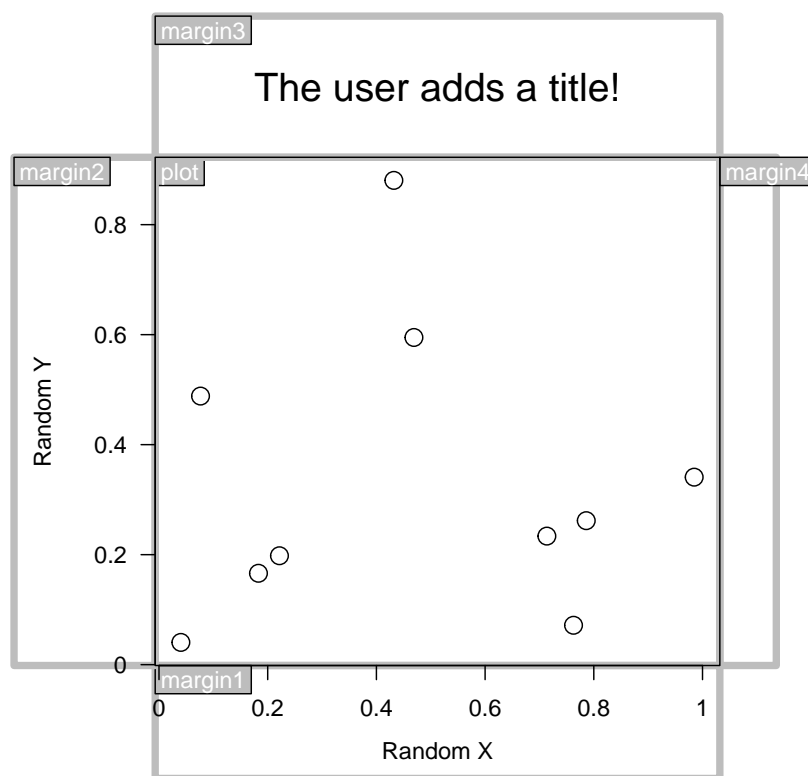 margin3
The user adds a title!
margin2
plot
margin4
0.8
0.6
0.4
0.2
0
Random Y
margin1
0 0.2 0.4 0.6 0.8 1
Random X